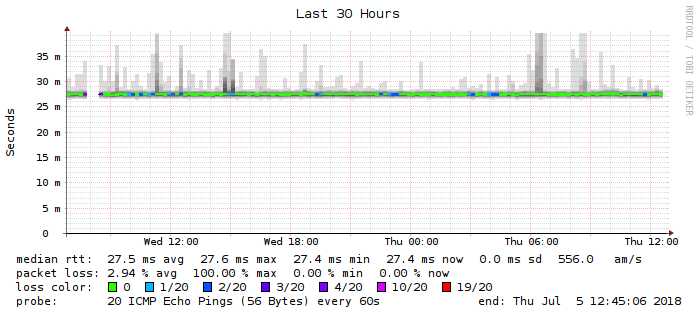 Last 30 Hours
RRDTOOL / TOBI OETIKER
Seconds
35 m
30 m
25 m
20 m
15 m
10 m
5 m
0
Wed 12:00 Wed 18:00 Thu 00:00 Thu 06:00 Thu 12:00
median rtt: 27.5 ms avg 27.6 ms max 27.4 ms min 27.4 ms now 0.0 ms sd 556.0 am/s
packet loss: 2.94 % avg 100.00 % max 0.00 % min 0.00 % now
loss color: 0 1/20 2/20 3/20 4/20 10/20 19/20
probe: 20 ICMP Echo Pings (56 Bytes) every 60s end: Thu Jul 5 12:45:06 2018